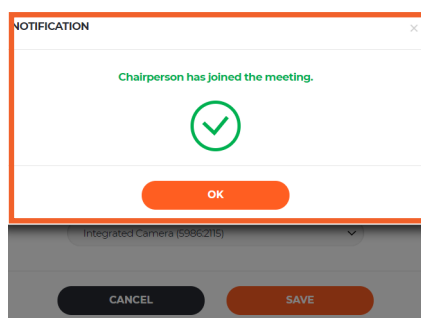 NOTIFICATION
Chairperson has joined the meeting.
OK
Integrated Camera (5986:2115)
CANCEL
SAVE